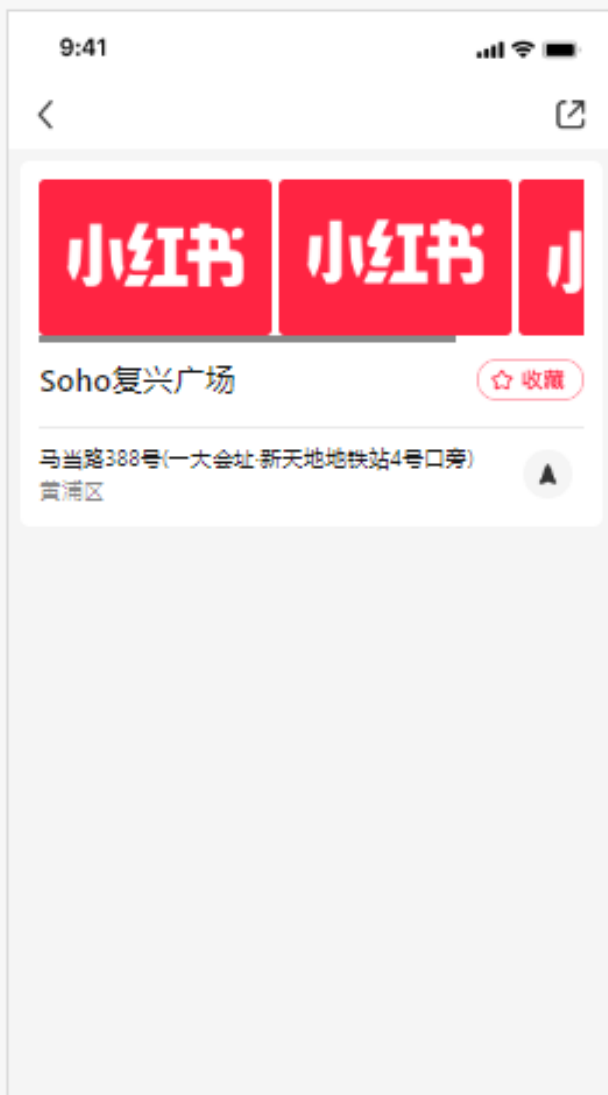 9:41
小红书 小红书 小
Soho复兴广场
收藏
马当路388号(一大会址·新天地地铁站4号口旁)
黄浦区